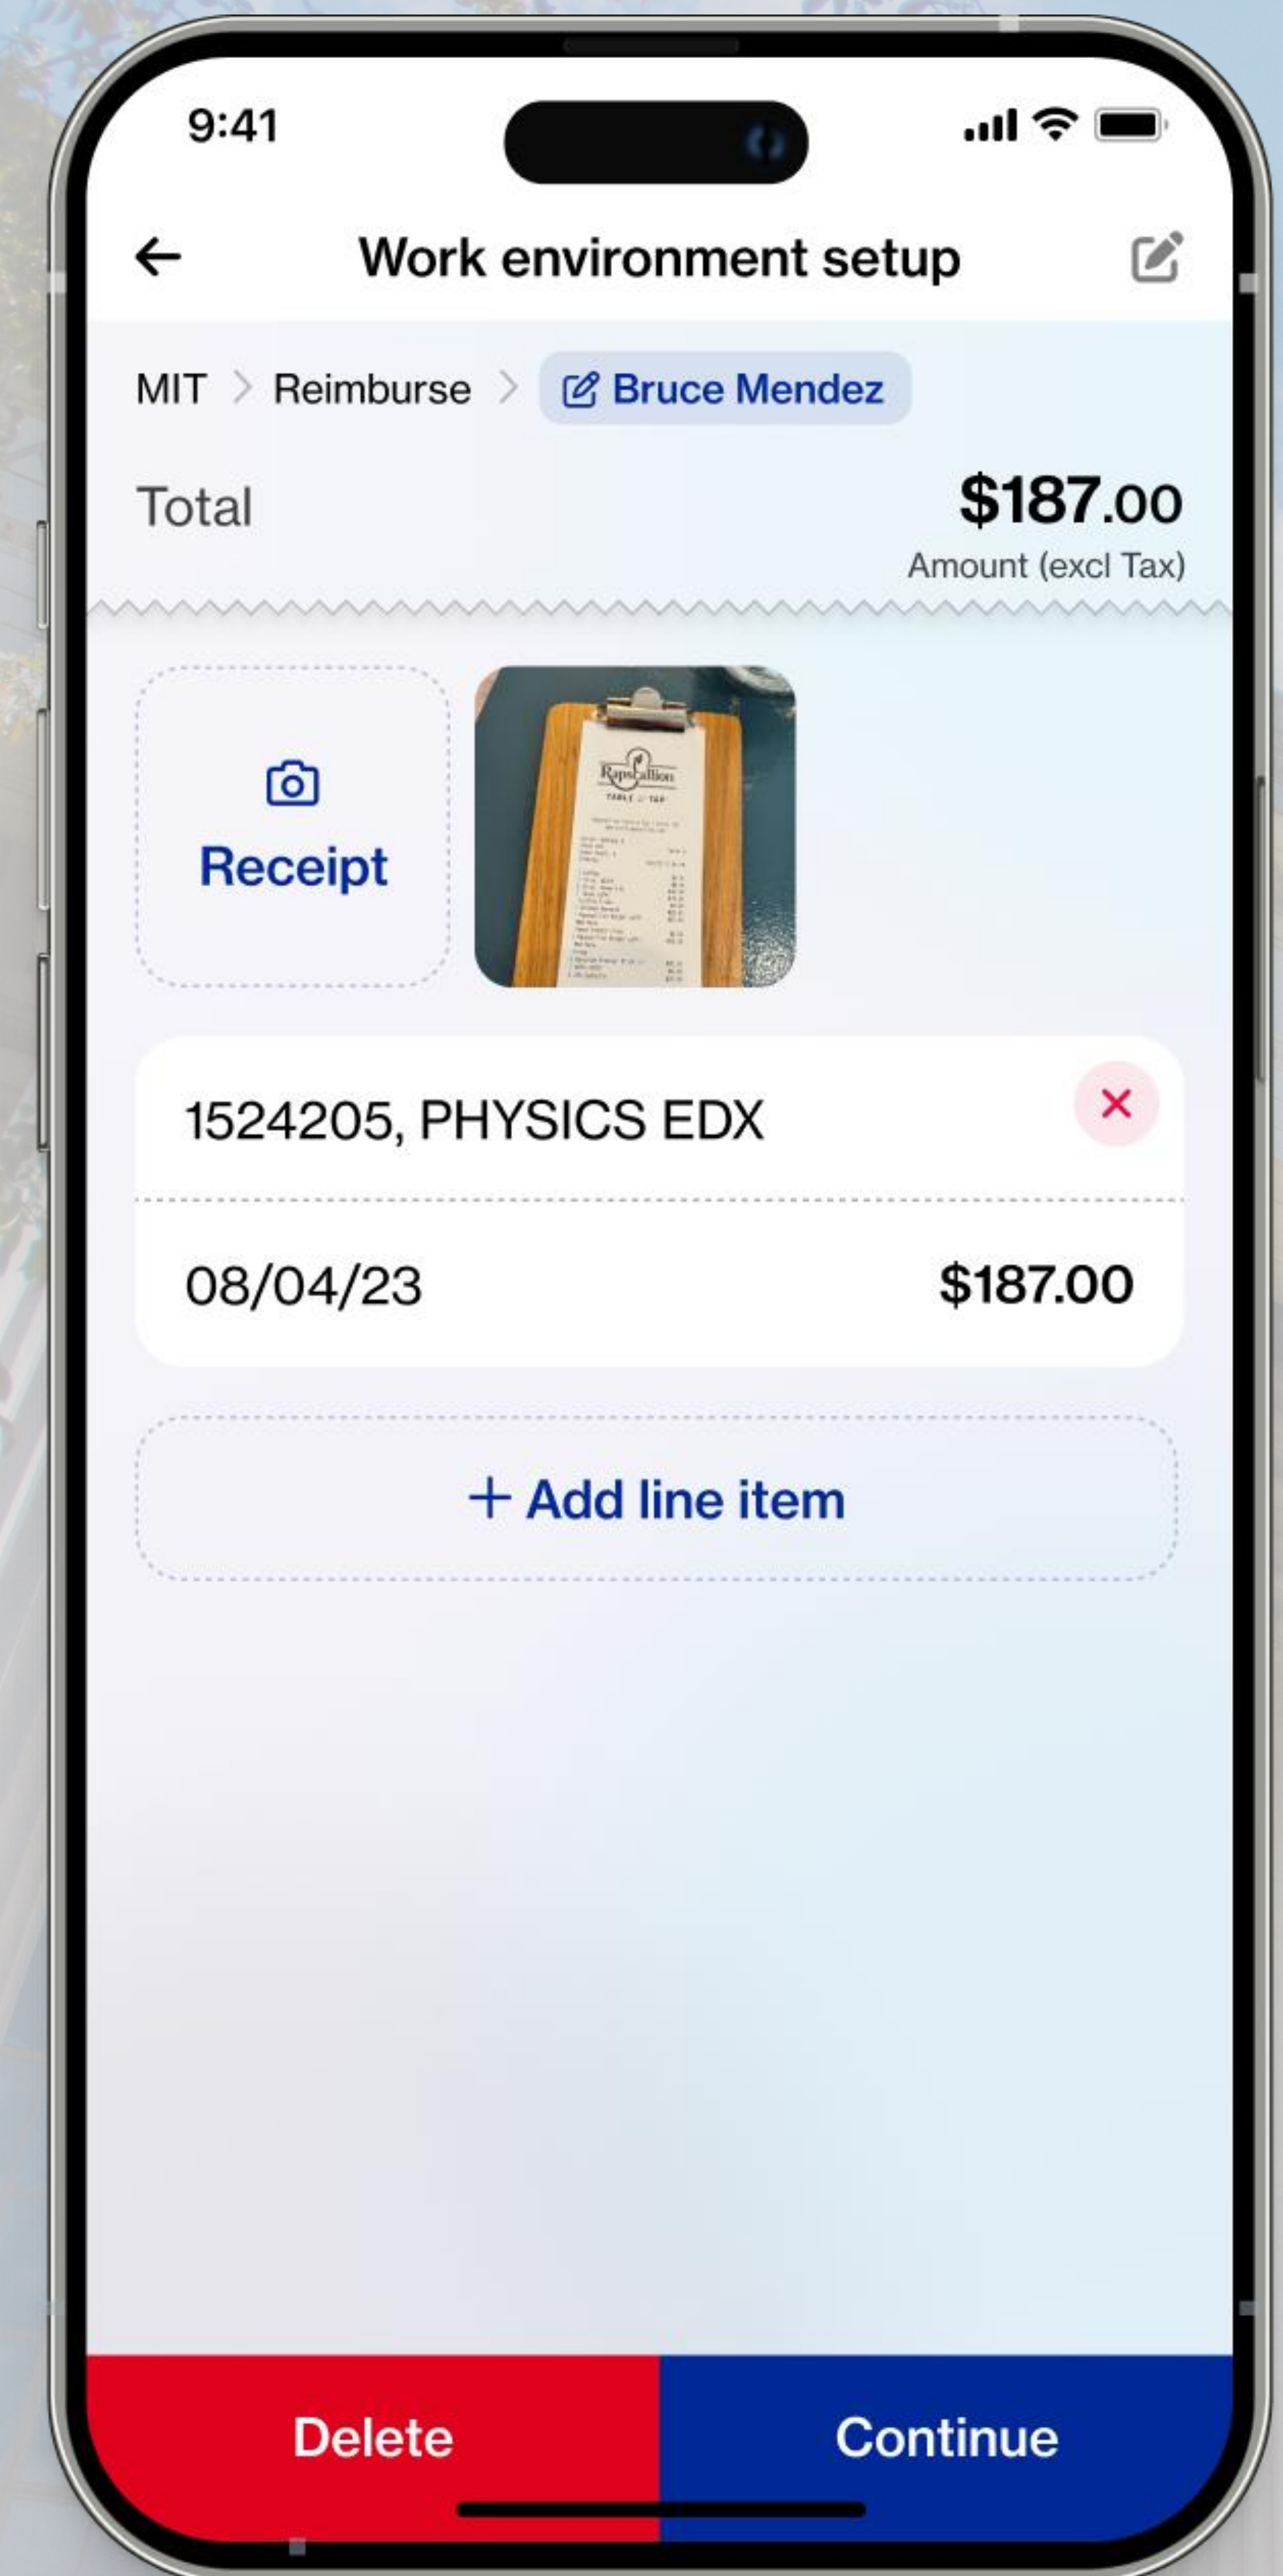 9:41
Work environment setup
MIT > Reimburse > Bruce Mendez
Total
$187.00
Amount (excl Tax)
Receipt
Rapscallion
TABLE & TAP
1524205, PHYSICS EDX
08/04/23
$187.00
+ Add line item
Delete
Continue